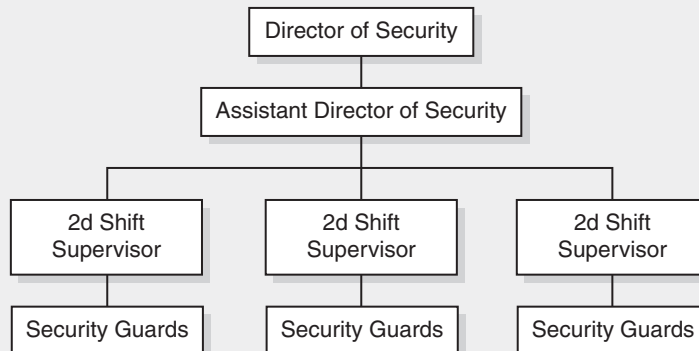 Director of Security
Assistant Director of Security
2d Shift
Supervisor
2d Shift
Supervisor
2d Shift
Supervisor
Security Guards
Security Guards
Security Guards